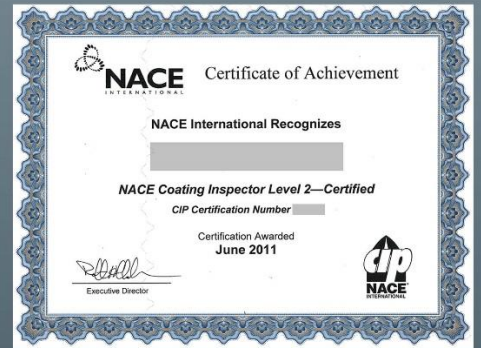 NACE
INTERNATIONAL
Certificate of Achievement
NACE International Recognizes
NACE Coating Inspector Level 2—Certified
CIP Certification Number
Certification Awarded
June 2011
Executive Director
cip
NACE
INTERNATIONAL